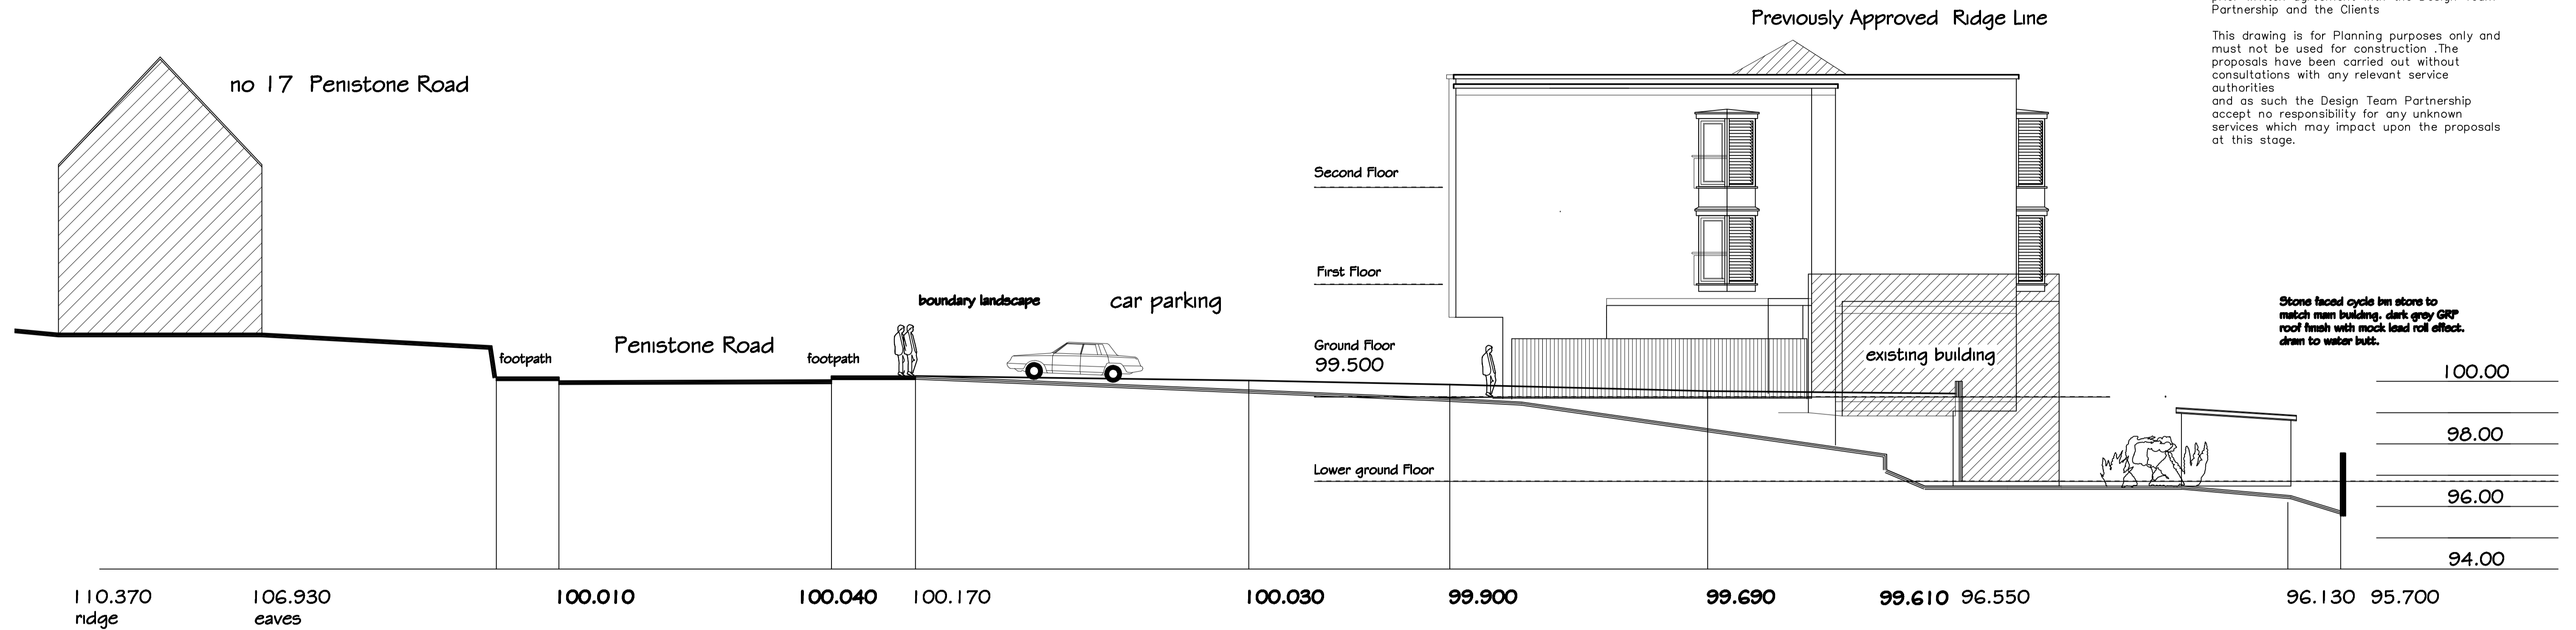 Partnership and the Clients
This drawing is for Planning purposes only and
must not be used for construction .The
proposals have been carried out without
consultations with any relevant service
authorities
and as such the Design Team Partnership
accept no responsibility for any unknown
services which may impact upon the proposals
at this stage.
Previously Approved Ridge Line
no 17 Penistone Road
Second Floor
First Floor
boundary landscape
car parking
Stone faced cycle bin store to
match main building. dark grey GRP
roof finish with mock lead roll effect.
drain to water butt.
Penistone Road
footpath
footpath
Ground Floor
99.500
existing building
100.00
98.00
Lower ground Floor
96.00
94.00
110.370
ridge
106.930
eaves
100.010
100.040
100.170
100.030
99.900
99.690
99.610
96.550
96.130
95.700